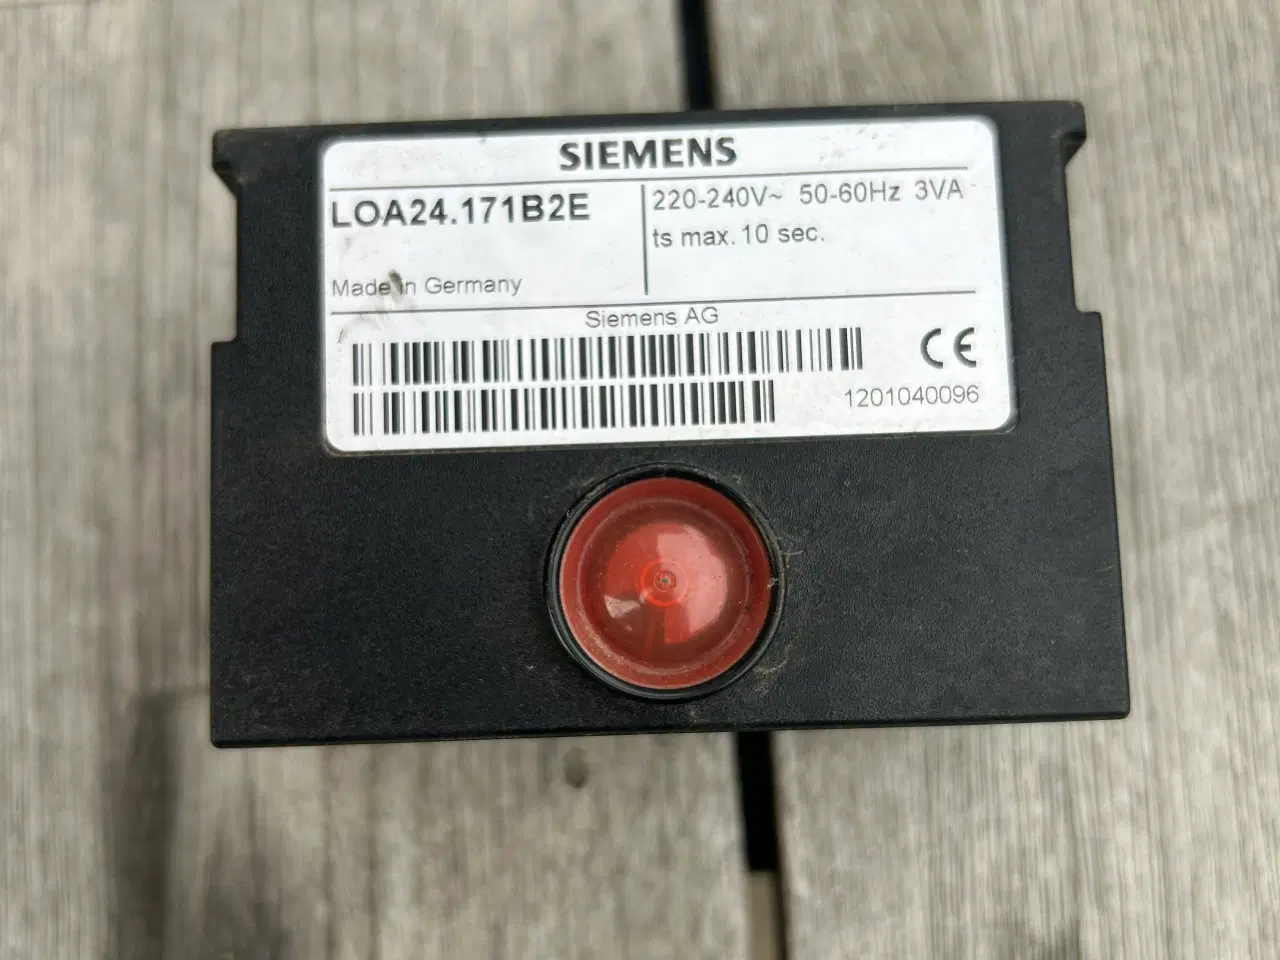 SIEMENS
LOA24.171B2E
220-240V~ 50-60Hz 3VA
ts max. 10 sec.
Made in Germany
Siemens AG
CE
1201040096